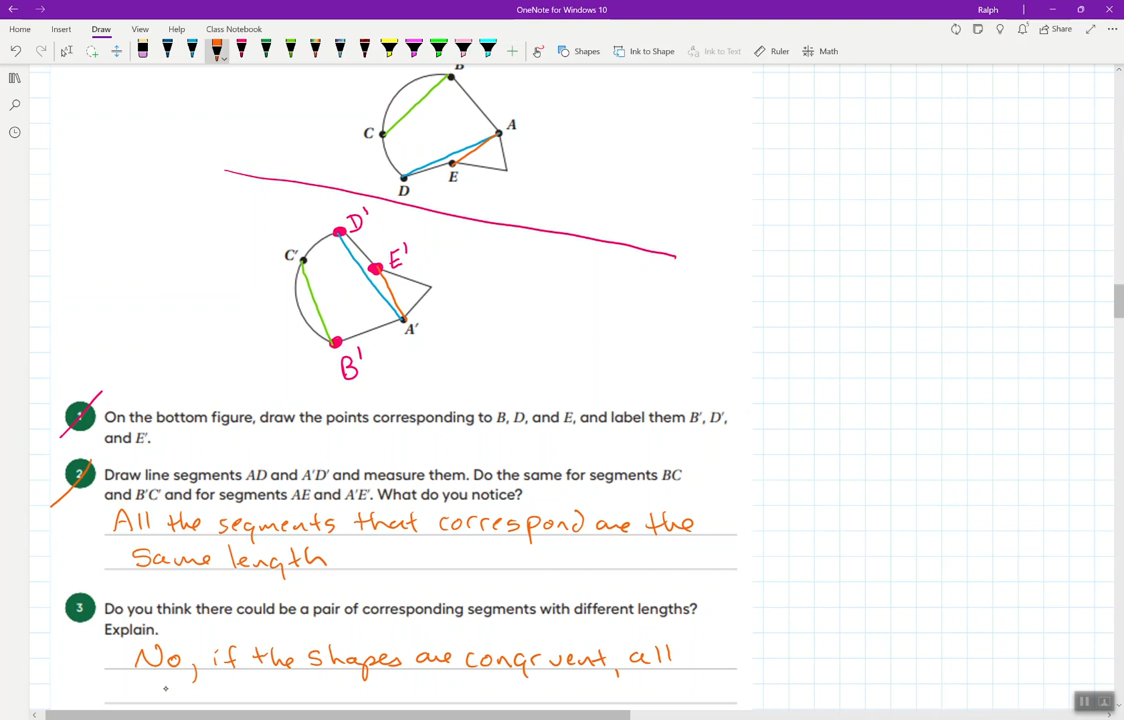 OneNote for Windows 10
Ralph
Home
Insert
Draw
View
Help
Class Notebook
Shapes
Ink to Shape
Ink to Text
Ruler
Math
Share
B
C
A
E
D
D'
C'
E'
A'
B'
1
On the bottom figure, draw the points corresponding to B, D, and E, and label them B′, D′,
and E′.
2
Draw line segments AD and A′D′ and measure them. Do the same for segments BC
and B′C′ and for segments AE and A′E′. What do you notice?
All the segments that correspond are the
same length
3
Do you think there could be a pair of corresponding segments with different lengths?
Explain.
No, if the shapes are congruent, all